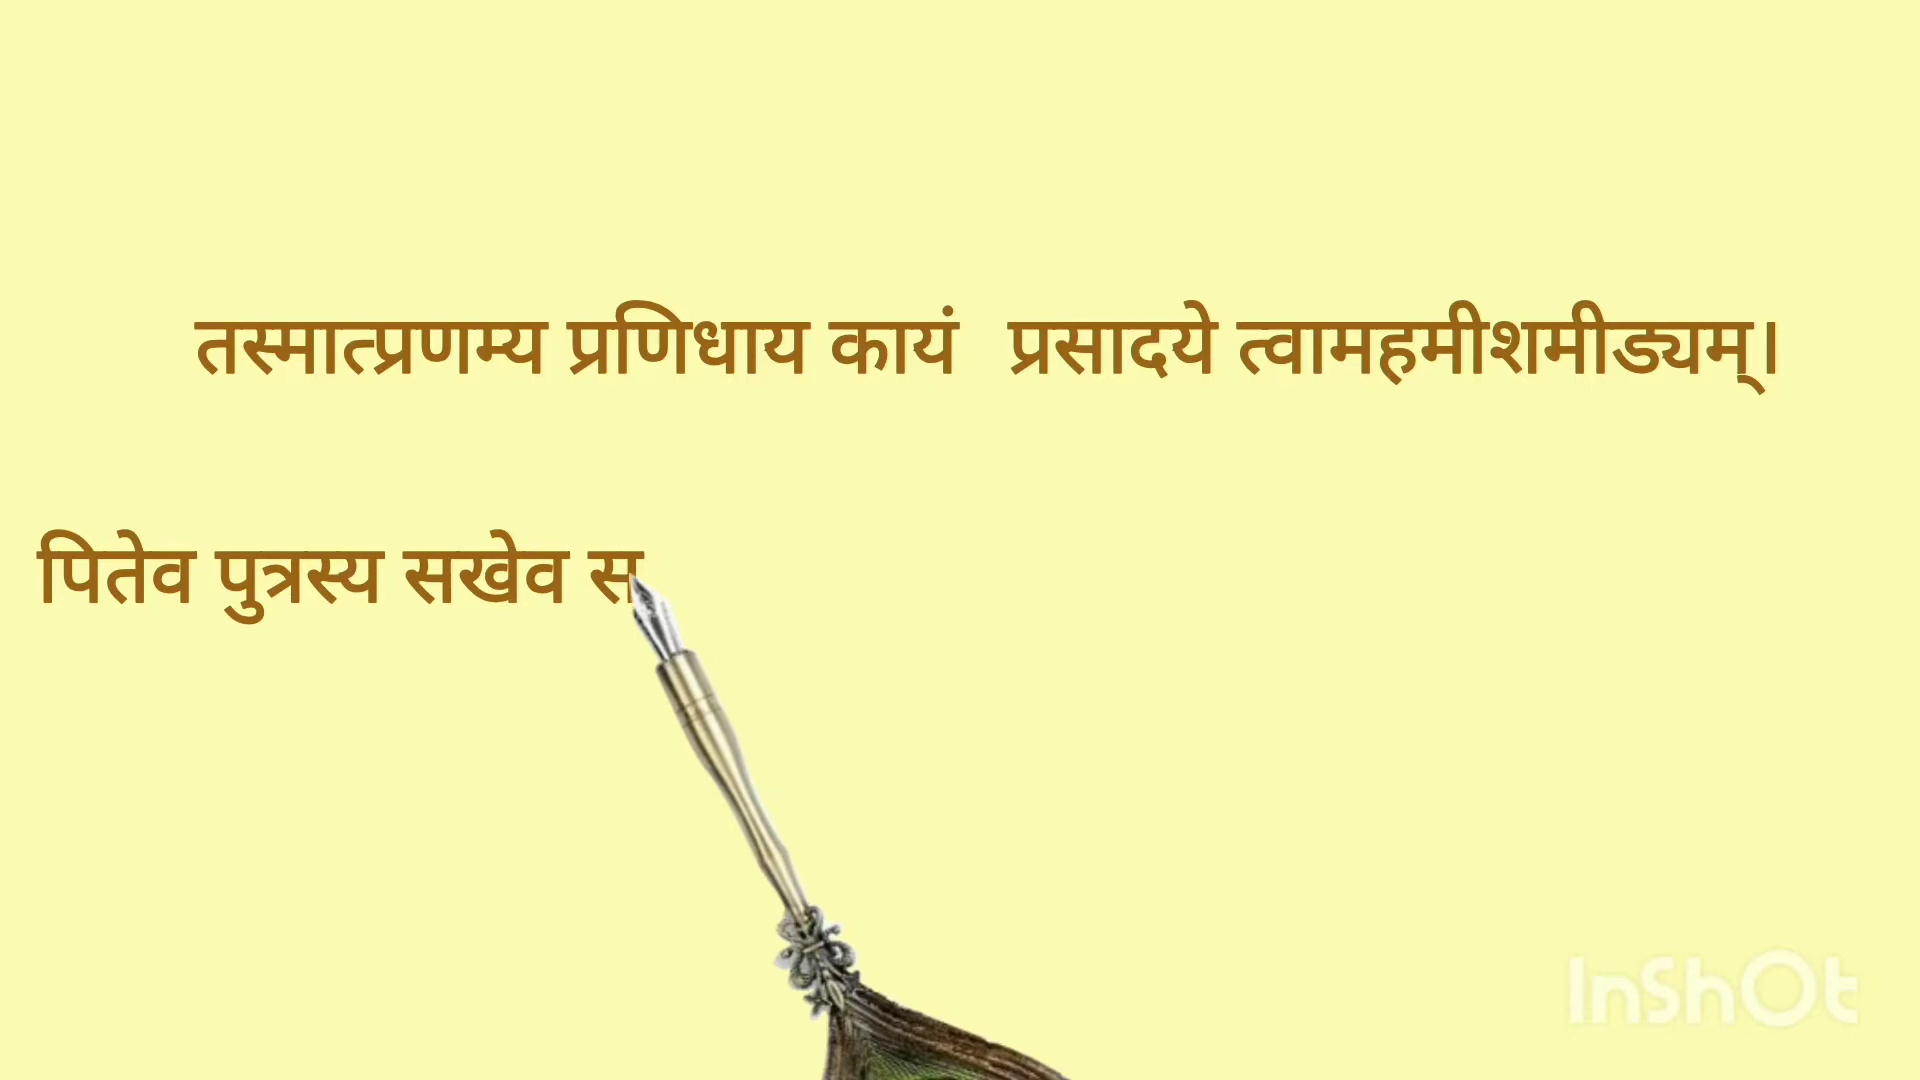 तस्मात्प्रणम्य प्रणिधाय कायं प्रसादये त्वामहमीशमीड्यम्।
पितेव पुत्रस्य सखेव स
InShOt